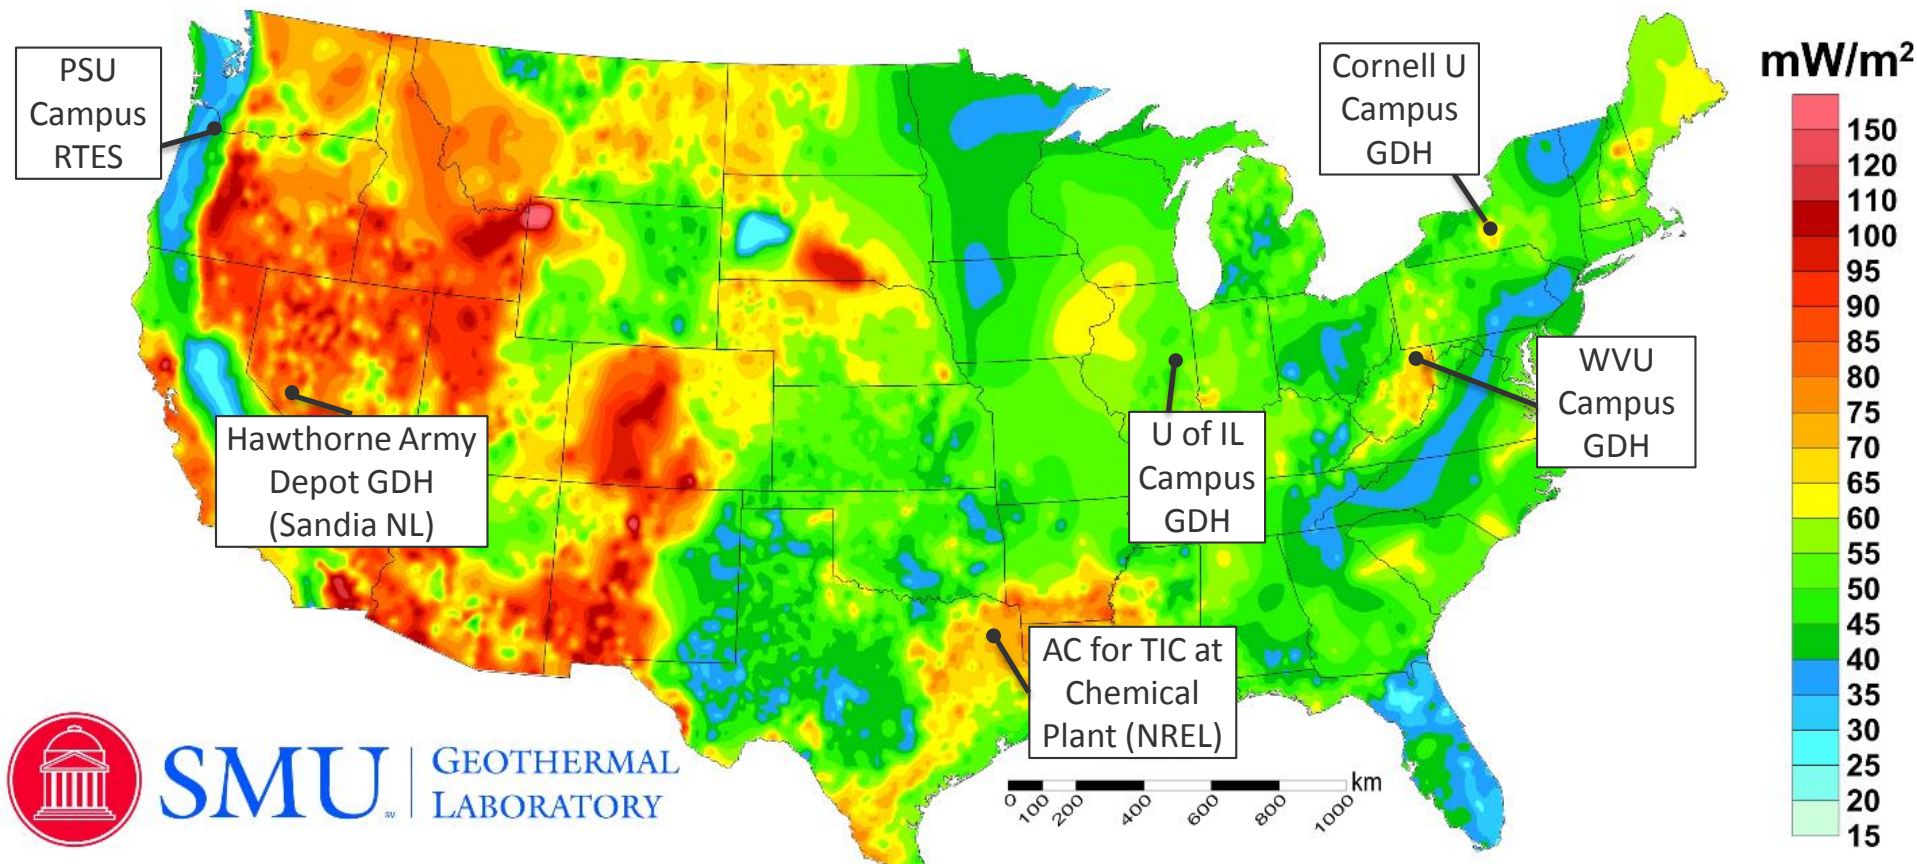 PSU
Campus
RTES
Cornell U
Campus
GDH
mW/m²
150
120
110
100
95
90
85
80
75
70
65
60
55
50
45
40
35
30
25
20
15
WVU
Campus
GDH
Hawthorne Army
Depot GDH
(Sandia NL)
U of IL
Campus
GDH
AC for TIC at
Chemical
Plant (NREL)
SMU
GEOTHERMAL
LABORATORY
km
0 100 200 400 600 800 1000